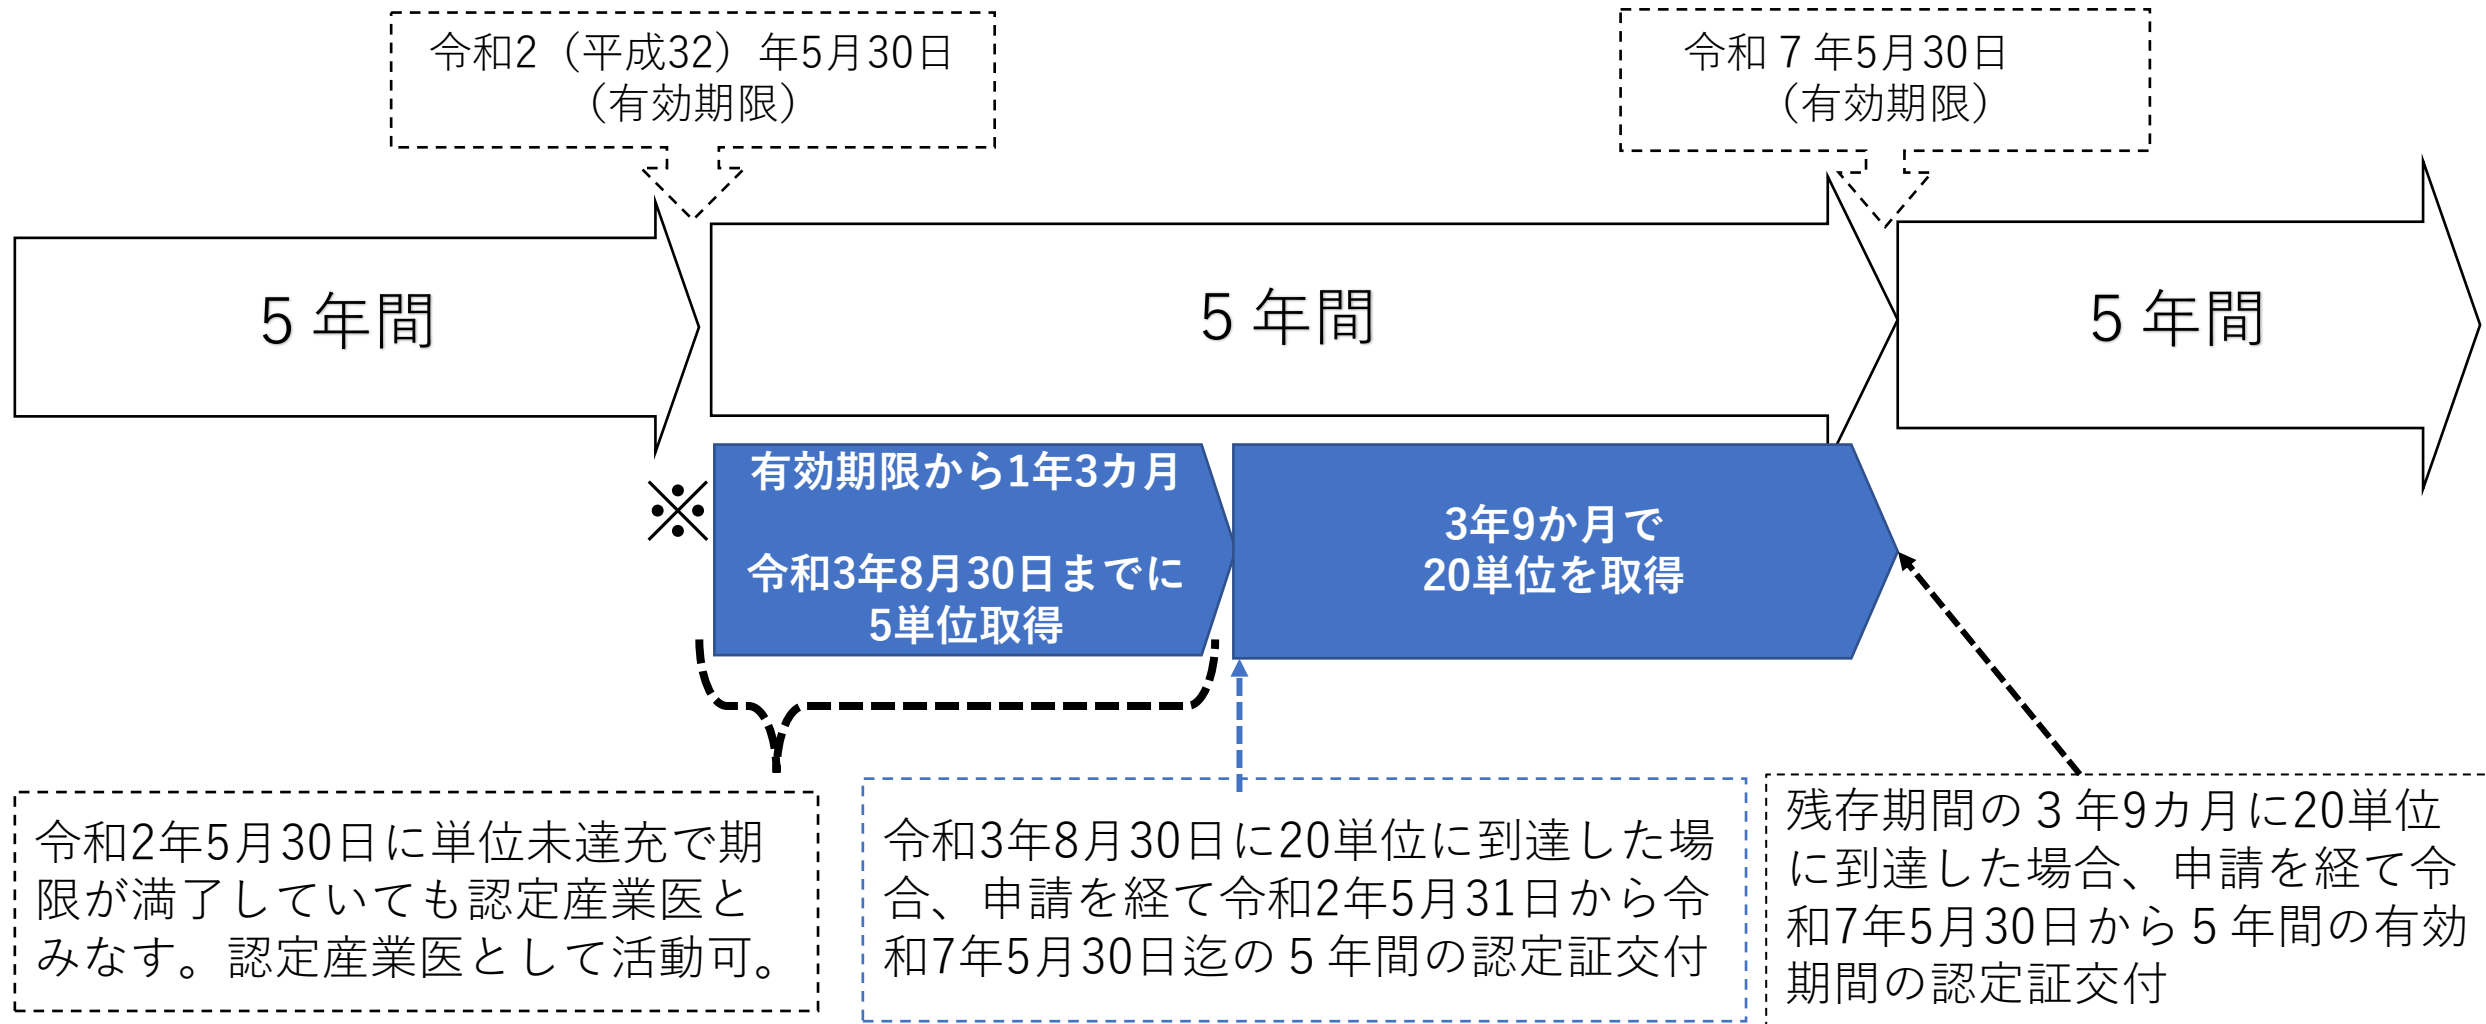 令和2（平成32）年5月30日
（有効期限）
令和７年5月30日
（有効期限）
５年間
５年間
５年間
※
有効期限から1年3カ月
令和3年8月30日までに
5単位取得
3年9か月で
20単位を取得
令和2年5月30日に単位未達充で期
限が満了していても認定産業医と
みなす。認定産業医として活動可。
令和3年8月30日に20単位に到達した場
合、申請を経て令和2年5月31日から令
和7年5月30日迄の５年間の認定証交付
残存期間の３年9カ月に20単位
に到達した場合、申請を経て令
和7年5月30日から５年間の有効
期間の認定証交付